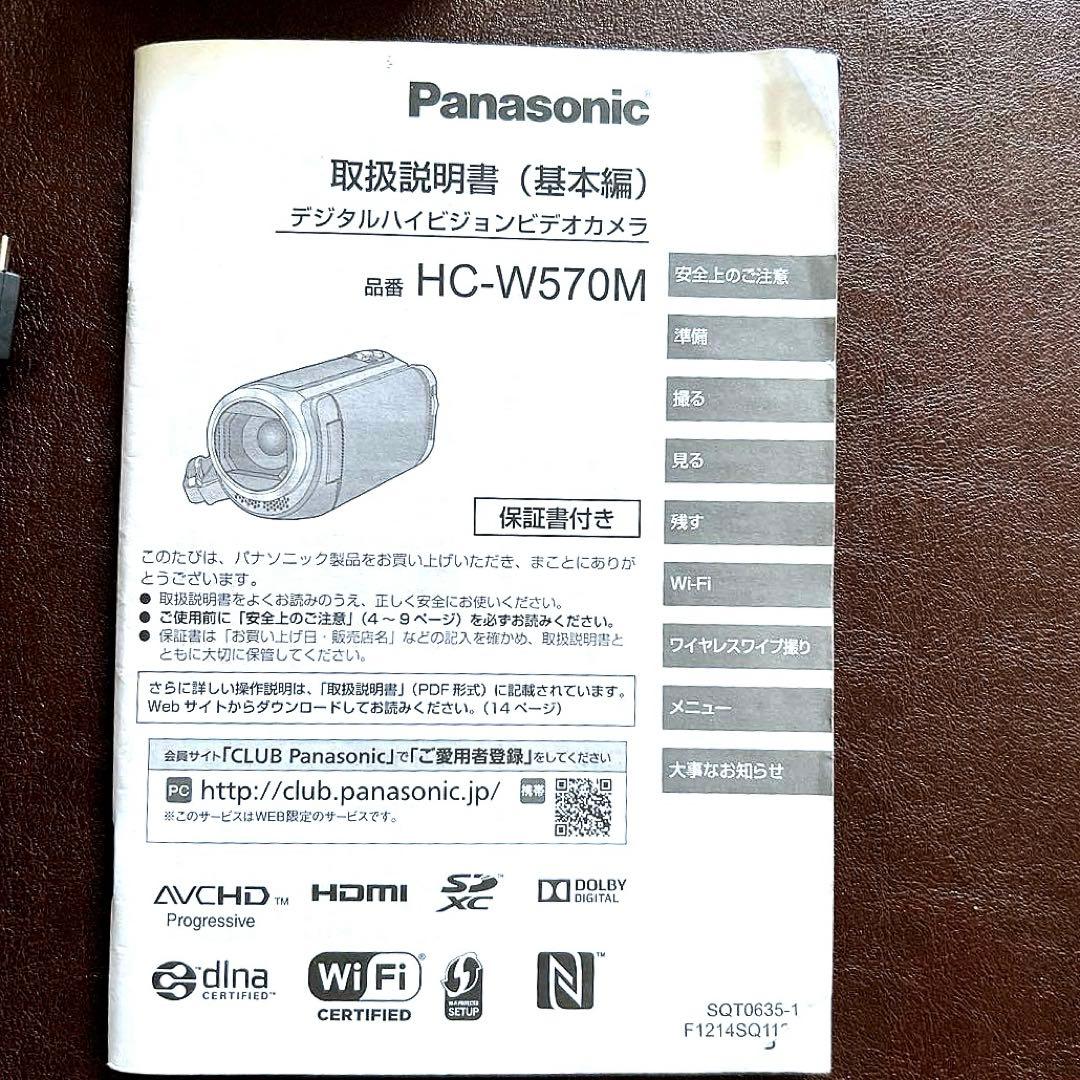 Panasonic
取扱説明書（基本編）
デジタルハイビジョンビデオカメラ
品番 HC-W570M
安全上のご注意
準備
撮る
見る
残す
Wi-Fi
ワイヤレスワイプ撮り
メニュー
大事なお知らせ
保証書付き
このたびは、パナソニック製品をお買い上げいただき、まことにありが
とうございます。
● 取扱説明書をよくお読みのうえ、正しく安全にお使いください。
● ご使用前に「安全上のご注意」（4～9ページ）を必ずお読みください。
● 保証書は「お買い上げ日・販売店名」などの記入を確かめ、取扱説明書と
ともに大切に保管してください。
さらに詳しい操作説明は、「取扱説明書」（PDF形式）に記載されています。
Webサイトからダウンロードしてお読みください。（14ページ）
会員サイト「CLUB Panasonic」で「ご愛用者登録」をしてください
PC http://club.panasonic.jp/ 携帯
※このサービスはWEB限定のサービスです。
AVCHD™ Progressive
HDMI
SD XC™
DOLBY DIGITAL
dlna CERTIFIED™
Wi Fi CERTIFIED®
WI-FI PROTECTED SETUP
N™
SQT0635-1
F1214SQ11